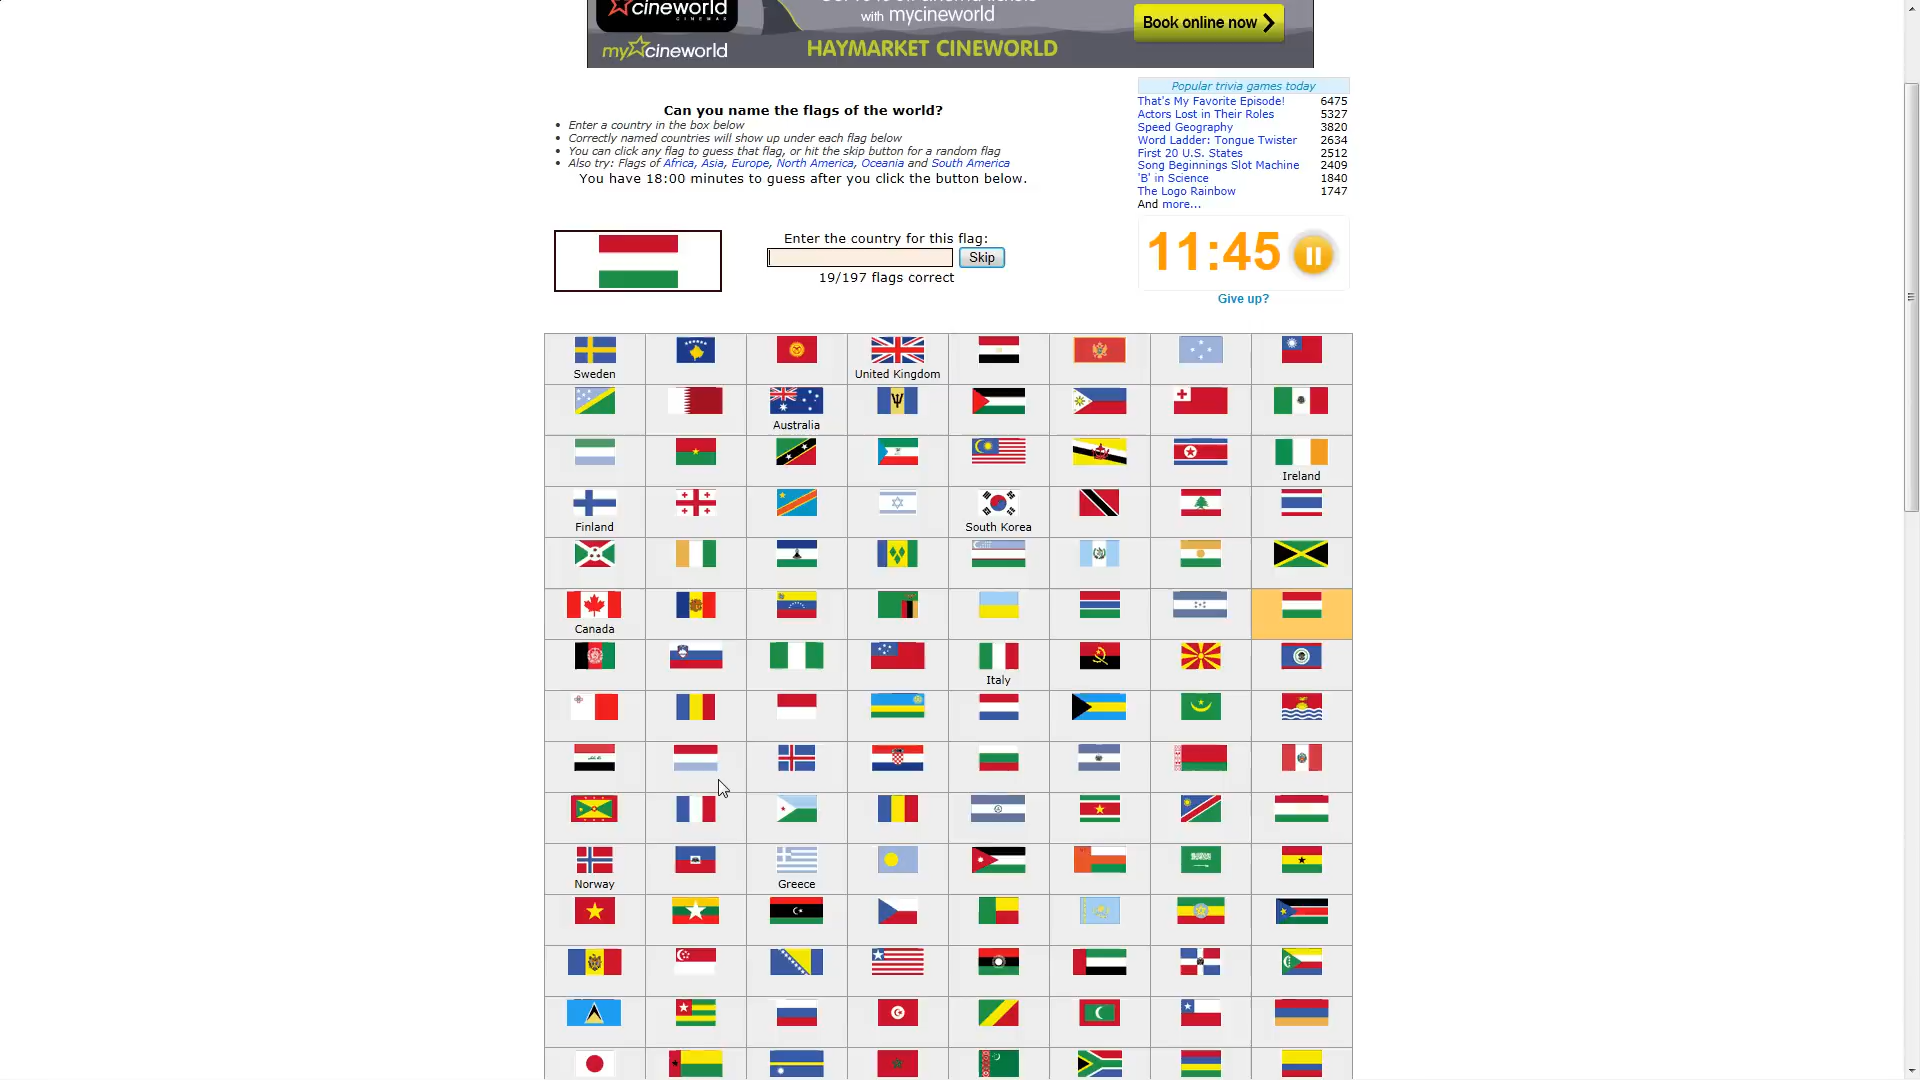 cineworld
CINEMAS
with mycineworld
Book online now
my cineworld
HAYMARKET CINEWORLD
Popular trivia games today
That's My Favorite Episode! 6475
Can you name the flags of the world?
Actors Lost in Their Roles 5327
Enter a country in the box below
Speed Geography 3820
Correctly named countries will show up under each flag below
Word Ladder: Tongue Twister 2634
You can click any flag to guess that flag, or hit the skip button for a random flag
First 20 U.S. States 2512
Also try: Flags of Africa, Asia, Europe, North America, Oceania and South America
Song Beginnings Slot Machine 2409
You have 18:00 minutes to guess after you click the button below.
'B' in Science 1840
The Logo Rainbow 1747
And more...
Enter the country for this flag:
Skip
11:45
19/197 flags correct
Give up?
Sweden
United Kingdom
Australia
Ireland
Finland
South Korea
Canada
Italy
Norway
Greece